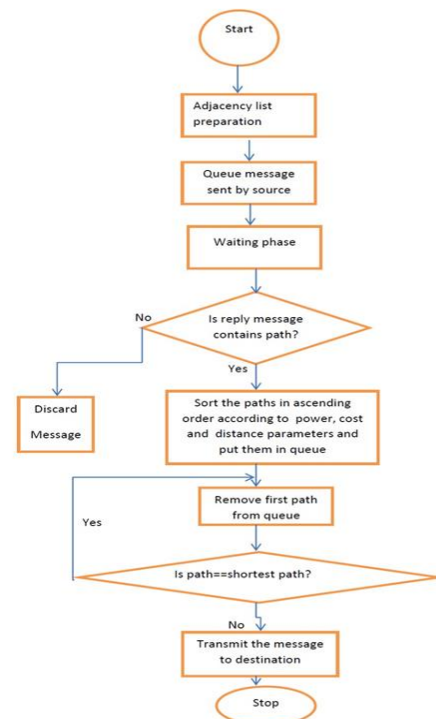 Start
Adjacency list
preparation
Queue message
sent by source
Waiting phase
No
Is reply message
contains path?
Yes
Discard
Message
Sort the paths in ascending
order according to power, cost
and distance parameters and
put them in queue
Remove first path
from queue
Yes
Is path==shortest path?
No
Transmit the message
to destination
Stop